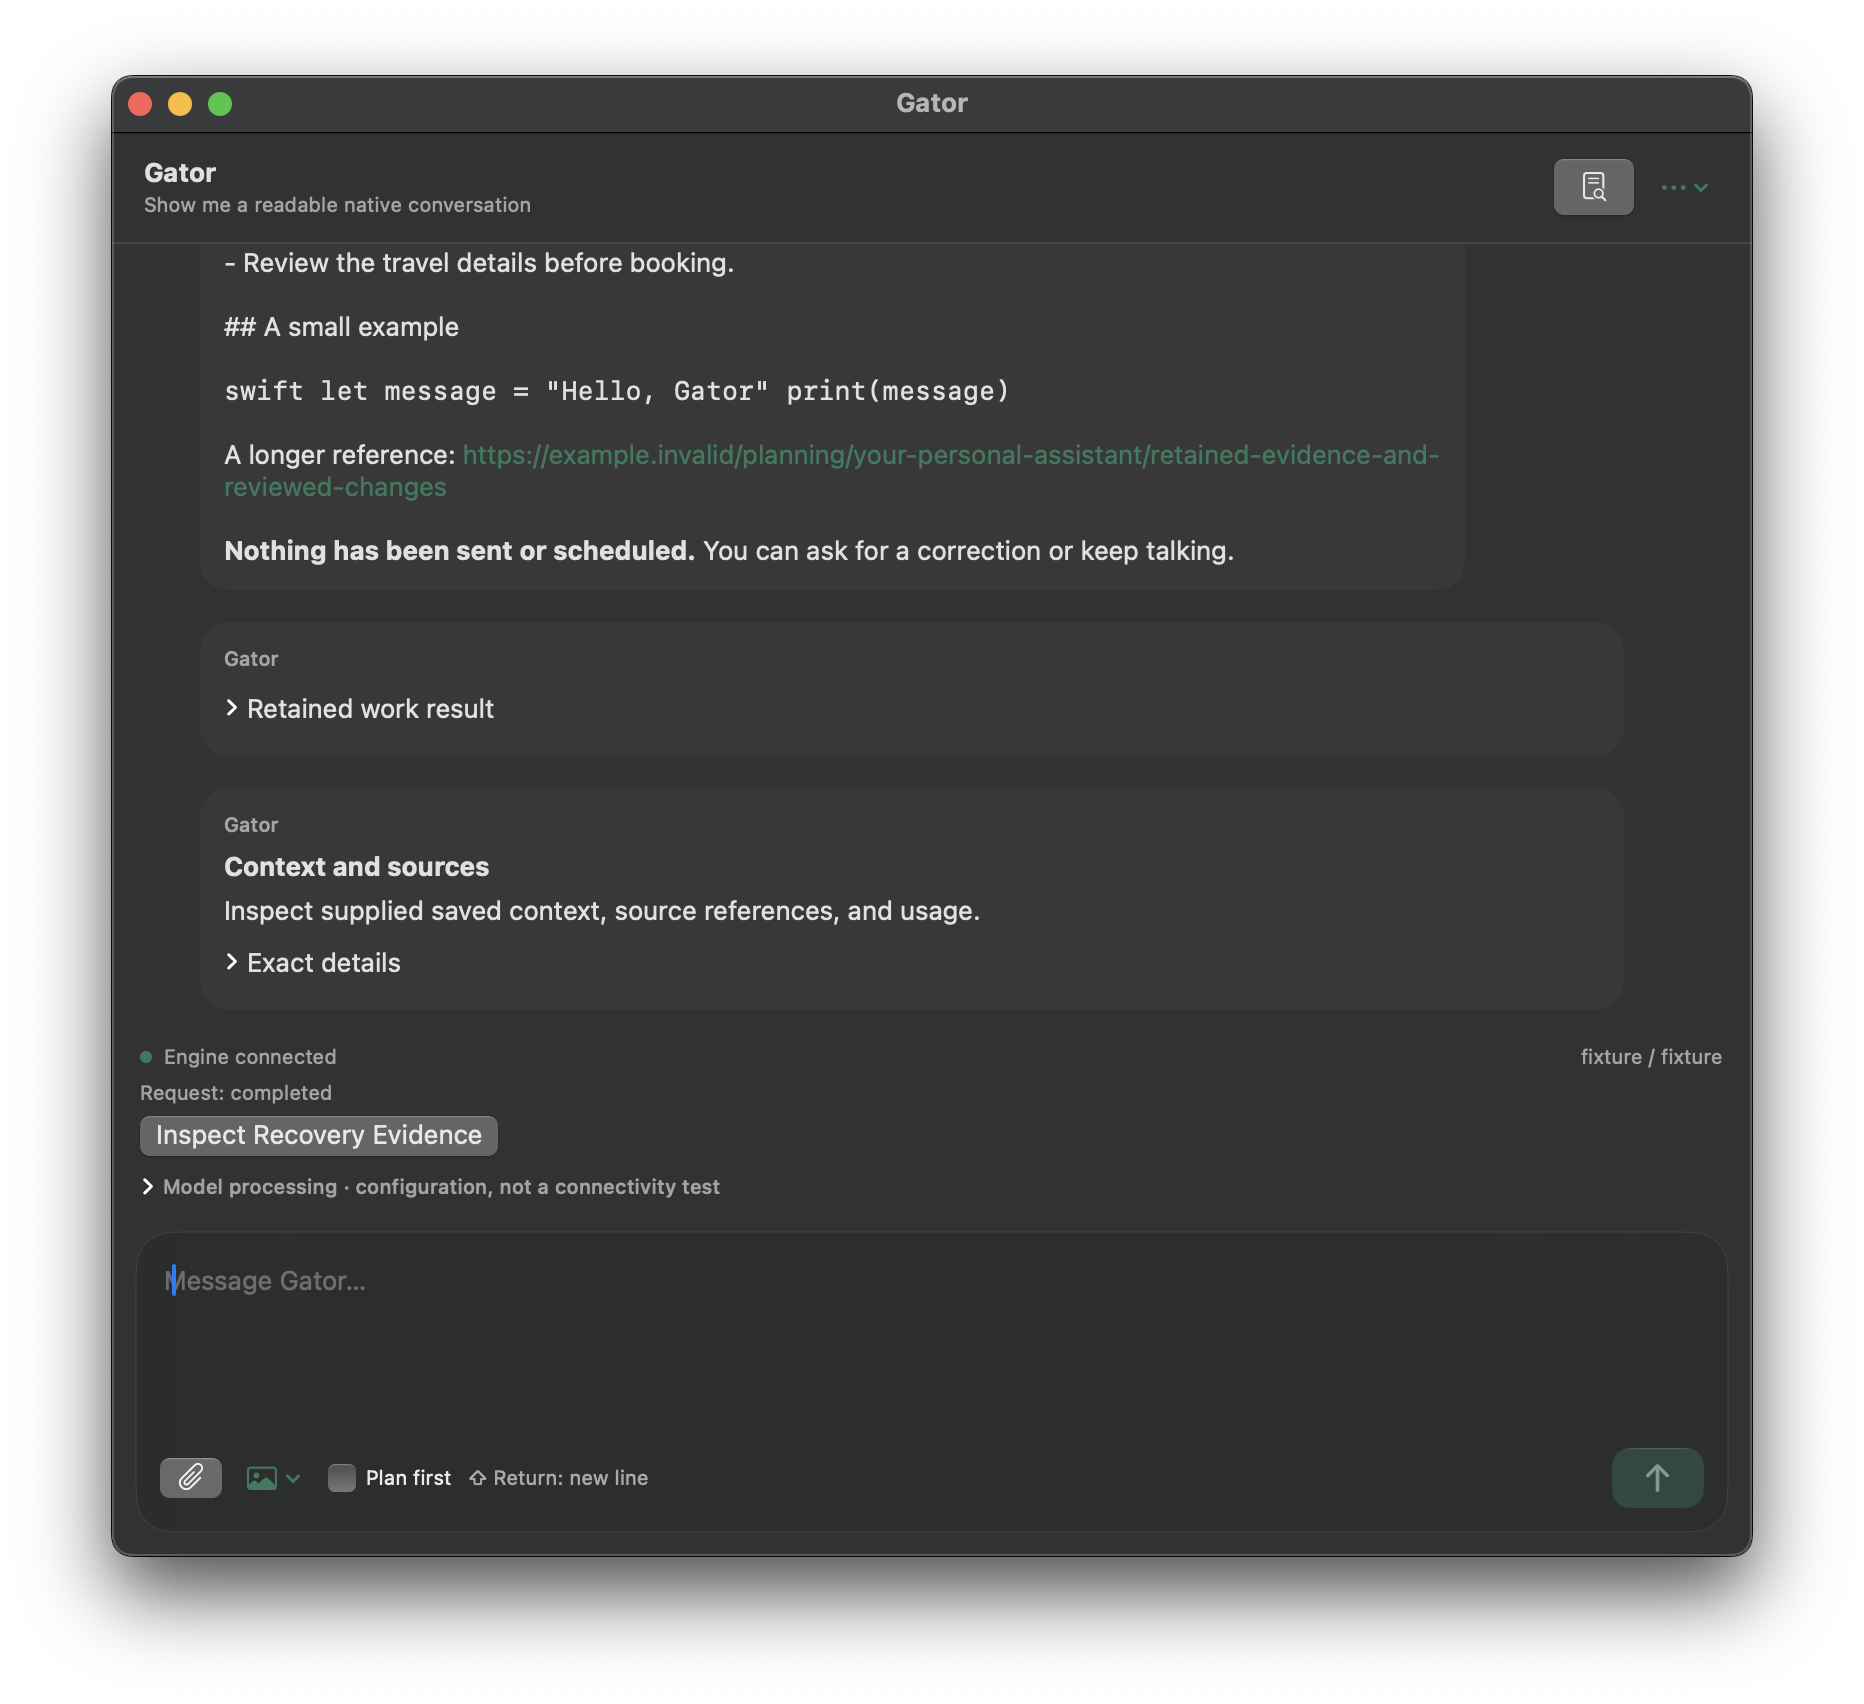 Gator
Gator
Show me a readable native conversation
- Review the travel details before booking.
## A small example
swift let message = "Hello, Gator" print(message)
A longer reference: https://example.invalid/planning/your-personal-assistant/retained-evidence-and-
reviewed-changes
Nothing has been sent or scheduled. You can ask for a correction or keep talking.
Gator
Retained work result
Gator
Context and sources
Inspect supplied saved context, source references, and usage.
Exact details
Engine connected
fixture / fixture
Request: completed
Inspect Recovery Evidence
Model processing · configuration, not a connectivity test
Message Gator...
Plan first
⇧ Return: new line